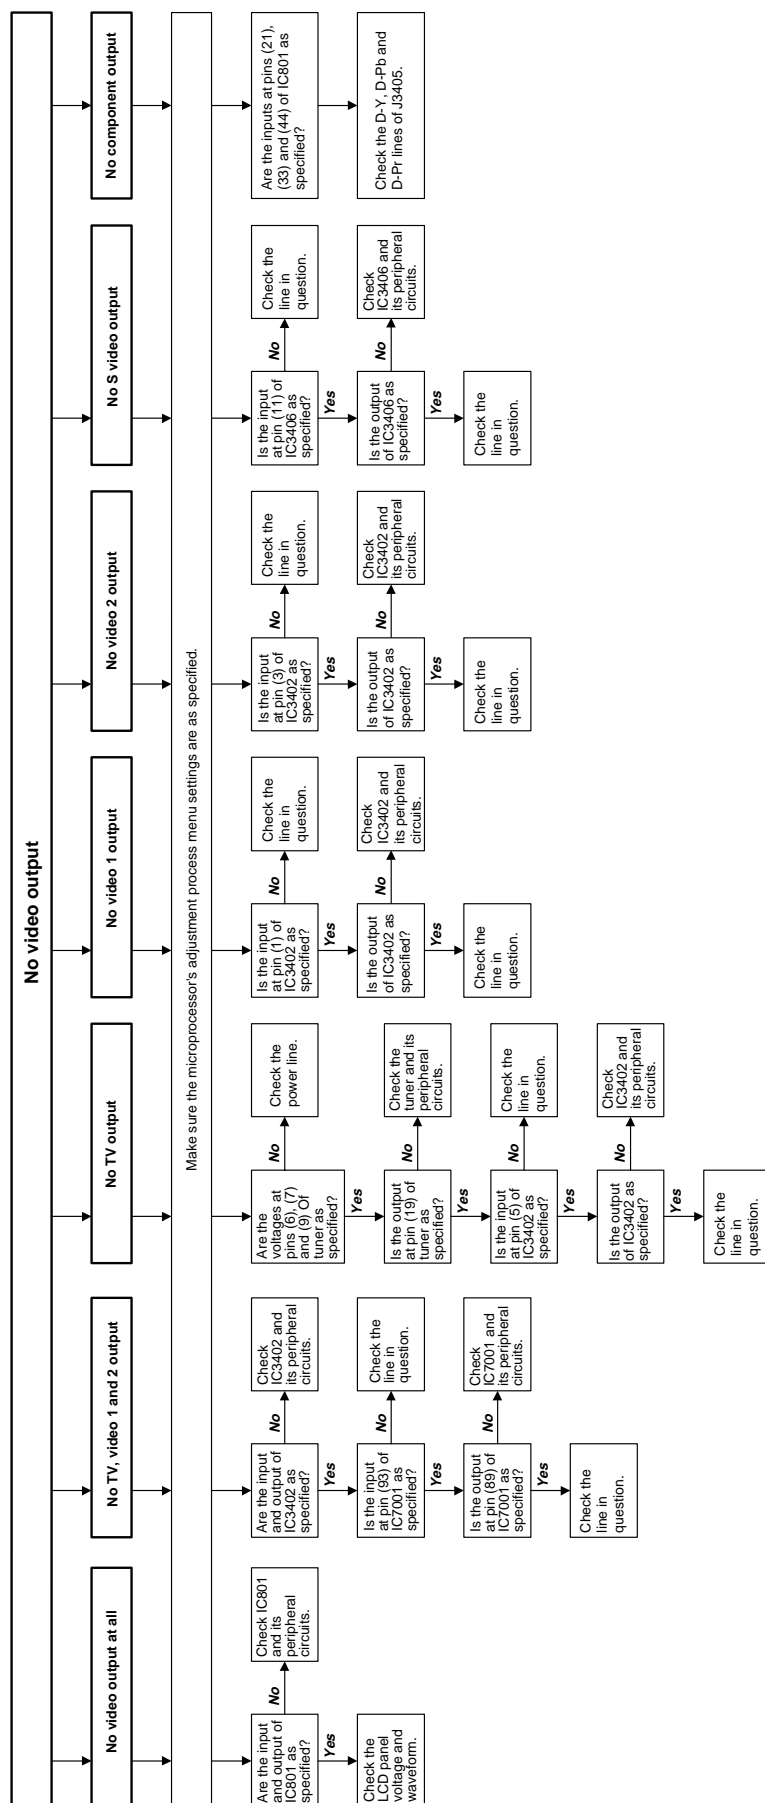 No video output
No video output at all
No TV, video 1 and 2 output
No TV output
No video 1 output
No video 2 output
No S video output
No component output
Make sure the microprocessor's adjustment process menu settings are as specified.
Are the input
and output of
IC801 as
specified?
No
Check IC801
and its
peripheral
circuits.
Yes
Check the
LCD panel
voltage and
waveform.
Are the input
and output of
IC3402 as
specified?
No
Check
IC3402 and
its peripheral
circuits.
Yes
Is the input
at pin (93) of
IC7001 as
specified?
No
Check the
line in
question.
Yes
Is the output
at pin (89) of
IC7001 as
specified?
No
Check
IC7001 and
its peripheral
circuits.
Yes
Check the
line in
question.
Are the
voltages at
pins (6), (7)
and (9) Of
tuner as
specified?
No
Check the
power line.
Yes
Is the output
at pin (19) of
tuner as
specified?
No
Check the
tuner and its
peripheral
circuits.
Yes
Is the input
at pin (5) of
IC3402 as
specified?
No
Check the
line in
question.
Yes
Is the output
of IC3402 as
specified?
No
Check
IC3402 and
its peripheral
circuits.
Yes
Check the
line in
question.
Is the input
at pin (1) of
IC3402 as
specified?
No
Check the
line in
question.
Yes
Is the output
of IC3402 as
specified?
No
Check
IC3402 and
its peripheral
circuits.
Yes
Check the
line in
question.
Is the input
at pin (3) of
IC3402 as
specified?
No
Check the
line in
question.
Yes
Is the output
of IC3402 as
specified?
No
Check
IC3402 and
its peripheral
circuits.
Yes
Check the
line in
question.
Is the input
at pin (11) of
IC3406 as
specified?
No
Check the
line in
question.
Yes
Is the output
of IC3406 as
specified?
No
Check
IC3406 and
its peripheral
circuits.
Yes
Check the
line in
question.
Are the inputs at pins (21),
(33) and (44) of IC801 as
specified?
Check the D-Y, D-Pb and
D-Pr lines of J3405.